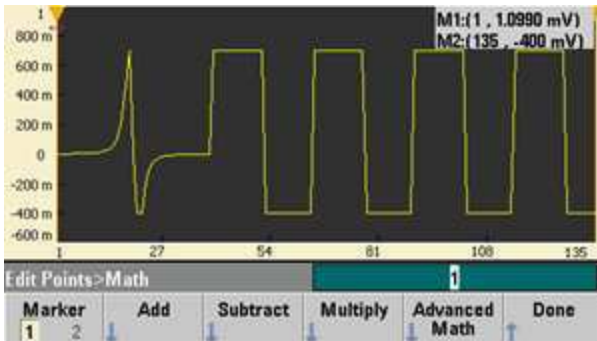 1
M1:(1 , 1.0990 mV)
M2:(135 , -400 mV)
800 m
600 m
400 m
200 m
0
-200 m
-400 m
-600 m
1 27 54 81 108 135
Edit Points>Math 1
Marker Add Subtract Multiply Advanced Math Done
1 2